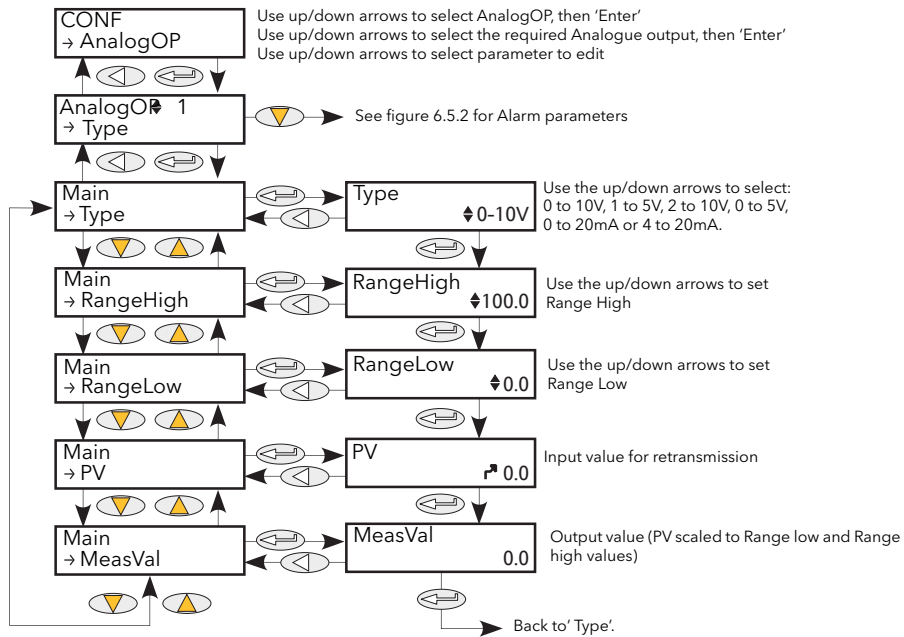 CONF
→ AnalogOP
Use up/down arrows to select AnalogOP, then ‘Enter’
Use up/down arrows to select the required Analogue output, then ‘Enter’
Use up/down arrows to select parameter to edit
AnalogOP 1
→ Type
See figure 6.5.2 for Alarm parameters
Main
→ Type
Type
0-10V
Use the up/down arrows to select:
0 to 10V, 1 to 5V, 2 to 10V, 0 to 5V,
0 to 20mA or 4 to 20mA.
Main
→ RangeHigh
RangeHigh
100.0
Use the up/down arrows to set
Range High
Main
→ RangeLow
RangeLow
0.0
Use the up/down arrows to set
Range Low
Main
→ PV
PV
0.0
Input value for retransmission
Main
→ MeasVal
MeasVal
0.0
Output value (PV scaled to Range low and Range
high values)
Back to’ Type’.